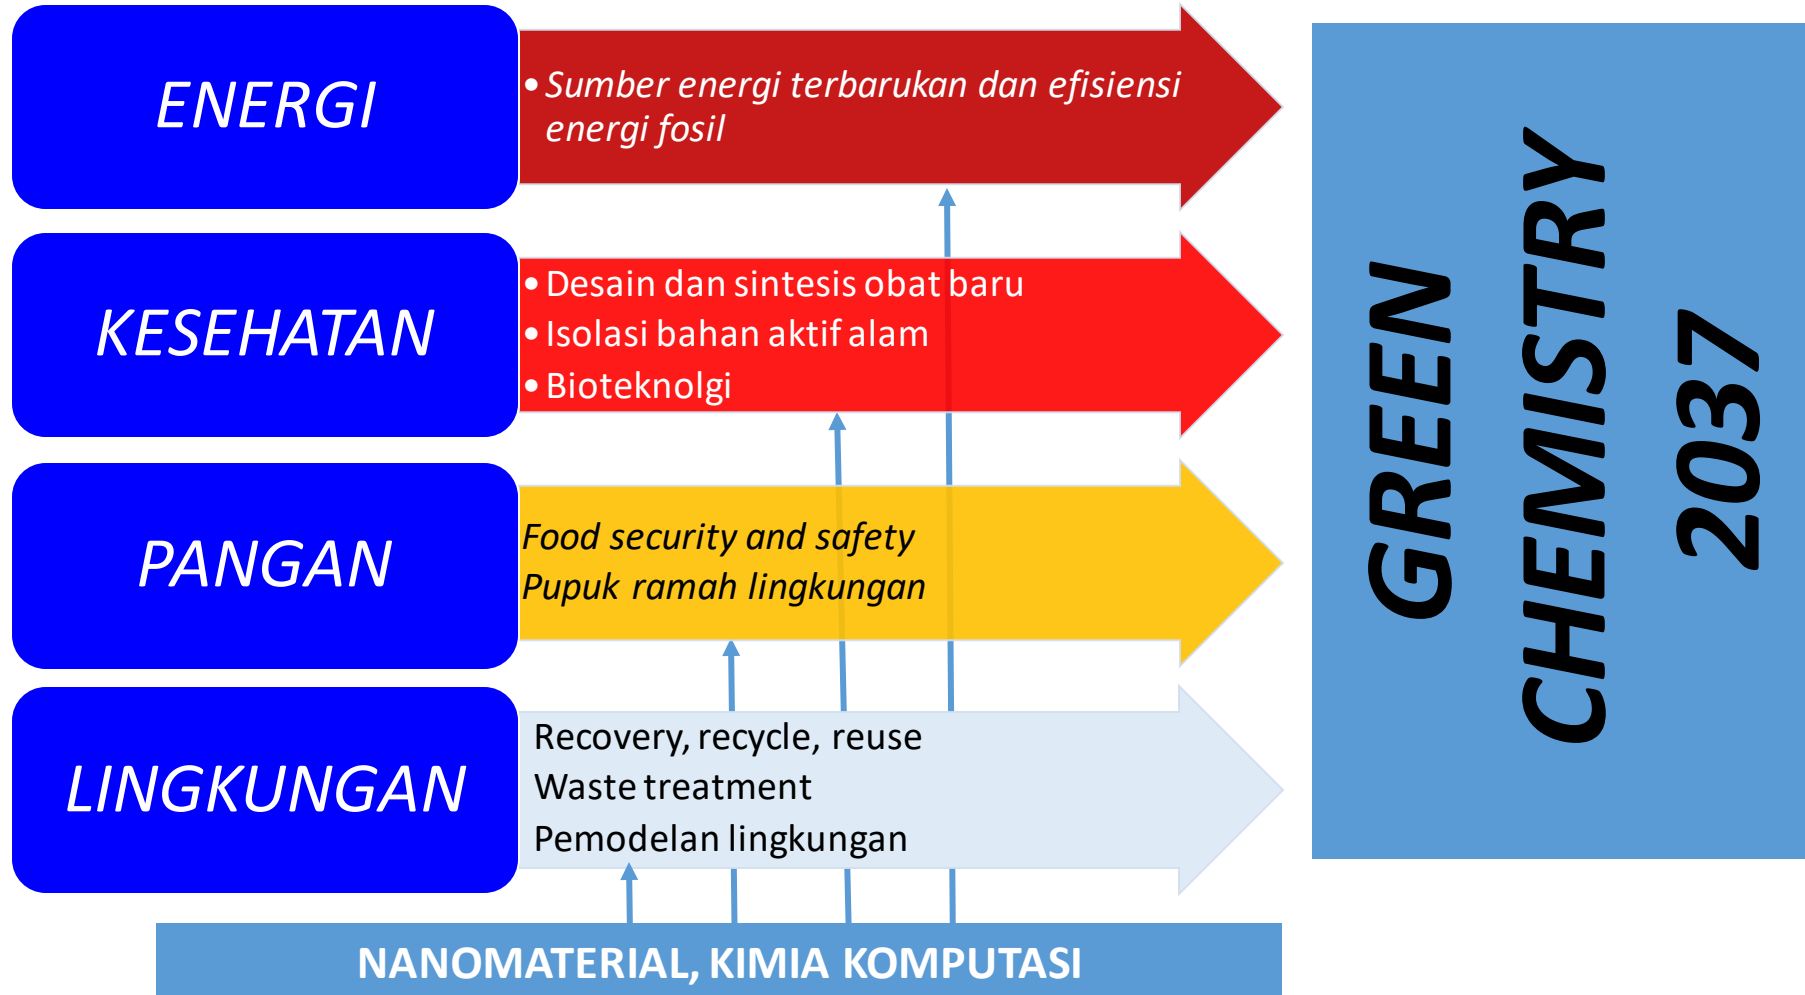 ENERGI
• Sumber energi terbarukan dan efisiensi
energi fosil
KESEHATAN
• Desain dan sintesis obat baru
• Isolasi bahan aktif alam
• Bioteknolgi
PANGAN
Food security and safety
Pupuk ramah lingkungan
LINGKUNGAN
Recovery, recycle, reuse
Waste treatment
Pemodelan lingkungan
NANOMATERIAL, KIMIA KOMPUTASI
GREEN
CHEMISTRY
2037